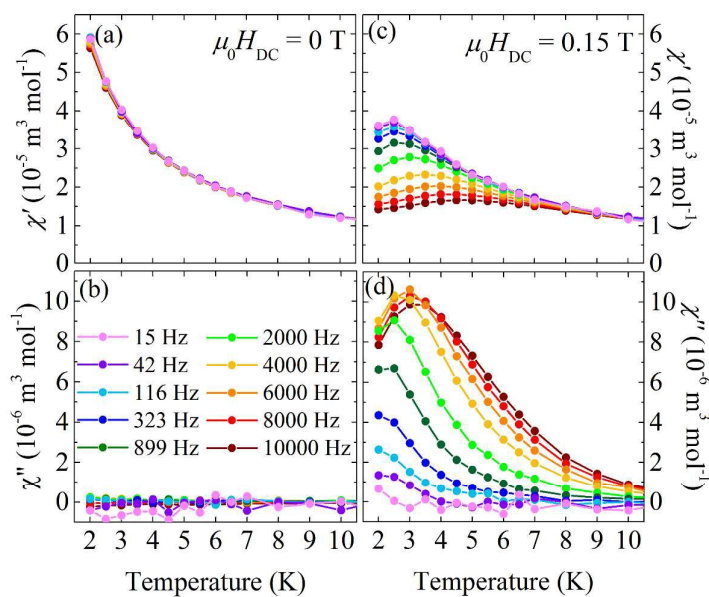 (a) μ₀H_DC = 0 T
(c) μ₀H_DC = 0.15 T
6
5
4
3
2
1
0
χ′ (10⁻⁵ m³ mol⁻¹)
6
5
4
3
2
1
0
χ′ (10⁻⁵ m³ mol⁻¹)
(b)
(d)
10
8
6
4
2
0
χ″ (10⁻⁶ m³ mol⁻¹)
15 Hz 2000 Hz
42 Hz 4000 Hz
116 Hz 6000 Hz
323 Hz 8000 Hz
899 Hz 10000 Hz
10
8
6
4
2
0
χ″ (10⁻⁶ m³ mol⁻¹)
2 3 4 5 6 7 8 9 10
2 3 4 5 6 7 8 9 10
Temperature (K)
Temperature (K)